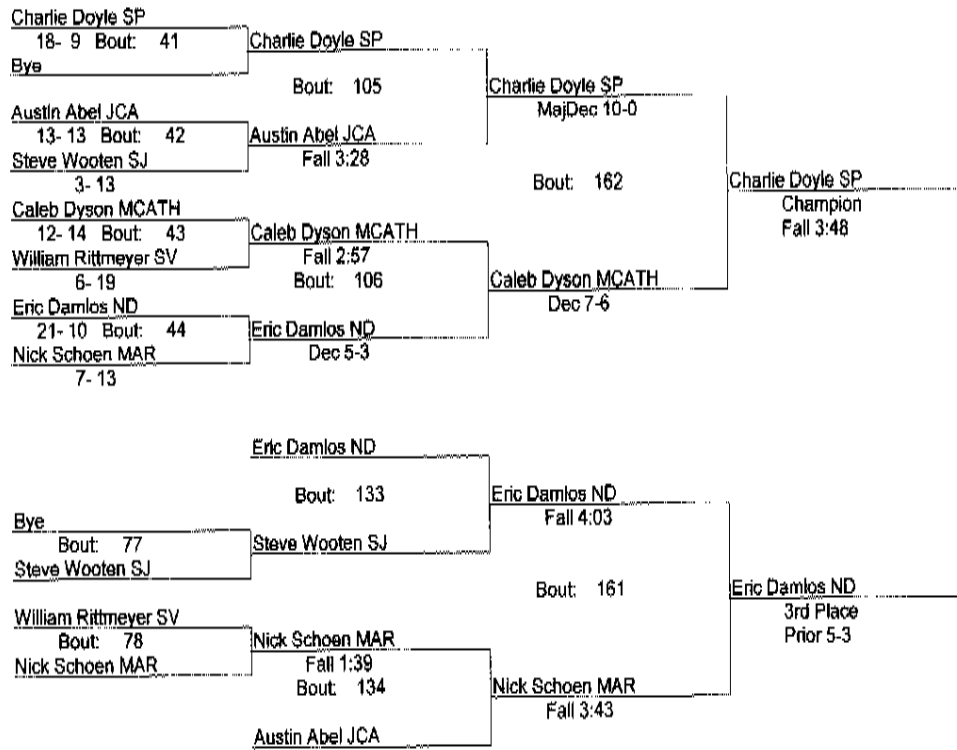 Charlie Doyle SP
18- 9 Bout: 41
Bye
Charlie Doyle SP
Bout: 105
Austin Abel JCA
13- 13 Bout: 42
Steve Wooten SJ
3- 13
Austin Abel JCA
Fall 3:28
Charlie Doyle SP
MajDec 10-0
Bout: 162
Caleb Dyson MCATH
12- 14 Bout: 43
William Rittmeyer SV
6- 19
Caleb Dyson MCATH
Fall 2:57
Bout: 106
Eric Damlos ND
21- 10 Bout: 44
Nick Schoen MAR
7- 13
Eric Damlos ND
Dec 5-3
Caleb Dyson MCATH
Dec 7-6
Charlie Doyle SP
Champion
Fall 3:48
Eric Damlos ND
Bout: 133
Bye
Bout: 77
Steve Wooten SJ
Steve Wooten SJ
Eric Damlos ND
Fall 4:03
Bout: 161
William Rittmeyer SV
Bout: 78
Nick Schoen MAR
Nick Schoen MAR
Fall 1:39
Bout: 134
Austin Abel JCA
Nick Schoen MAR
Fall 3:43
Eric Damlos ND
3rd Place
Prior 5-3